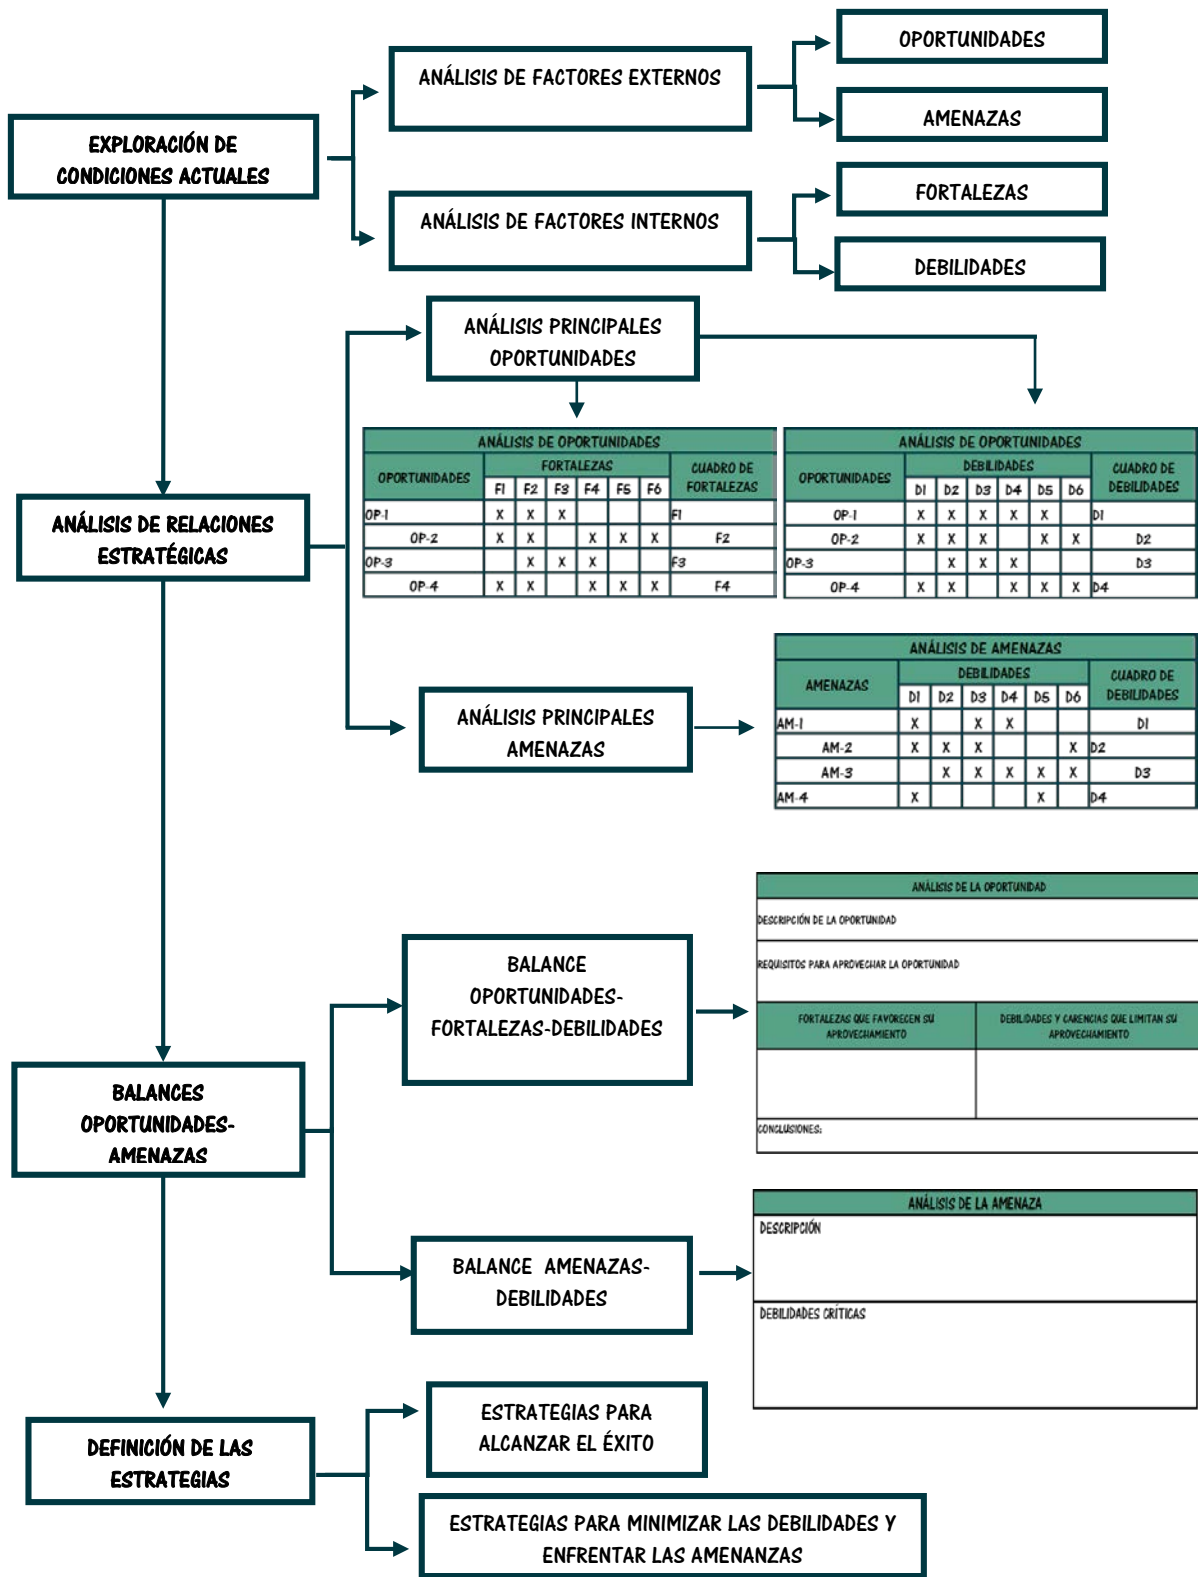 OPORTUNIDADES
ANÁLISIS DE FACTORES EXTERNOS
AMENAZAS
EXPLORACIÓN DE
CONDICIONES ACTUALES
FORTALEZAS
ANÁLISIS DE FACTORES INTERNOS
DEBILIDADES
ANÁLISIS PRINCIPALES
OPORTUNIDADES
ANÁLISIS DE OPORTUNIDADES
OPORTUNIDADES FORTALEZAS CUADRO DE FORTALEZAS
F1 F2 F3 F4 F5 F6
OP-1 X X X F1
OP-2 X X X X X F2
OP-3 X X X F3
OP-4 X X X X X F4
ANÁLISIS DE OPORTUNIDADES
OPORTUNIDADES DEBILIDADES CUADRO DE DEBILIDADES
D1 D2 D3 D4 D5 D6
OP-1 X X X X X D1
OP-2 X X X X X D2
OP-3 X X X D3
OP-4 X X X X X D4
ANÁLISIS DE RELACIONES
ESTRATÉGICAS
ANÁLISIS PRINCIPALES
AMENAZAS
ANÁLISIS DE AMENAZAS
AMENAZAS DEBILIDADES CUADRO DE DEBILIDADES
D1 D2 D3 D4 D5 D6
AM-1 X X X D1
AM-2 X X X X D2
AM-3 X X X X X D3
AM-4 X X D4
BALANCES
OPORTUNIDADES-
AMENAZAS
BALANCE
OPORTUNIDADES-
FORTALEZAS-DEBILIDADES
ANÁLISIS DE LA OPORTUNIDAD
DESCRIPCIÓN DE LA OPORTUNIDAD
REQUISITOS PARA APROVECHAR LA OPORTUNIDAD
FORTALEZAS QUE FAVORECEN SU
APROVECHAMIENTO
DEBILIDADES Y CARENCIAS QUE LIMITAN SU
APROVECHAMIENTO
CONCLUSIONES:
BALANCE AMENAZAS-
DEBILIDADES
ANÁLISIS DE LA AMENAZA
DESCRIPCIÓN
DEBILIDADES CRÍTICAS
DEFINICIÓN DE LAS
ESTRATEGIAS
ESTRATEGIAS PARA
ALCANZAR EL ÉXITO
ESTRATEGIAS PARA MINIMIZAR LAS DEBILIDADES Y
ENFRENTAR LAS AMENANZAS